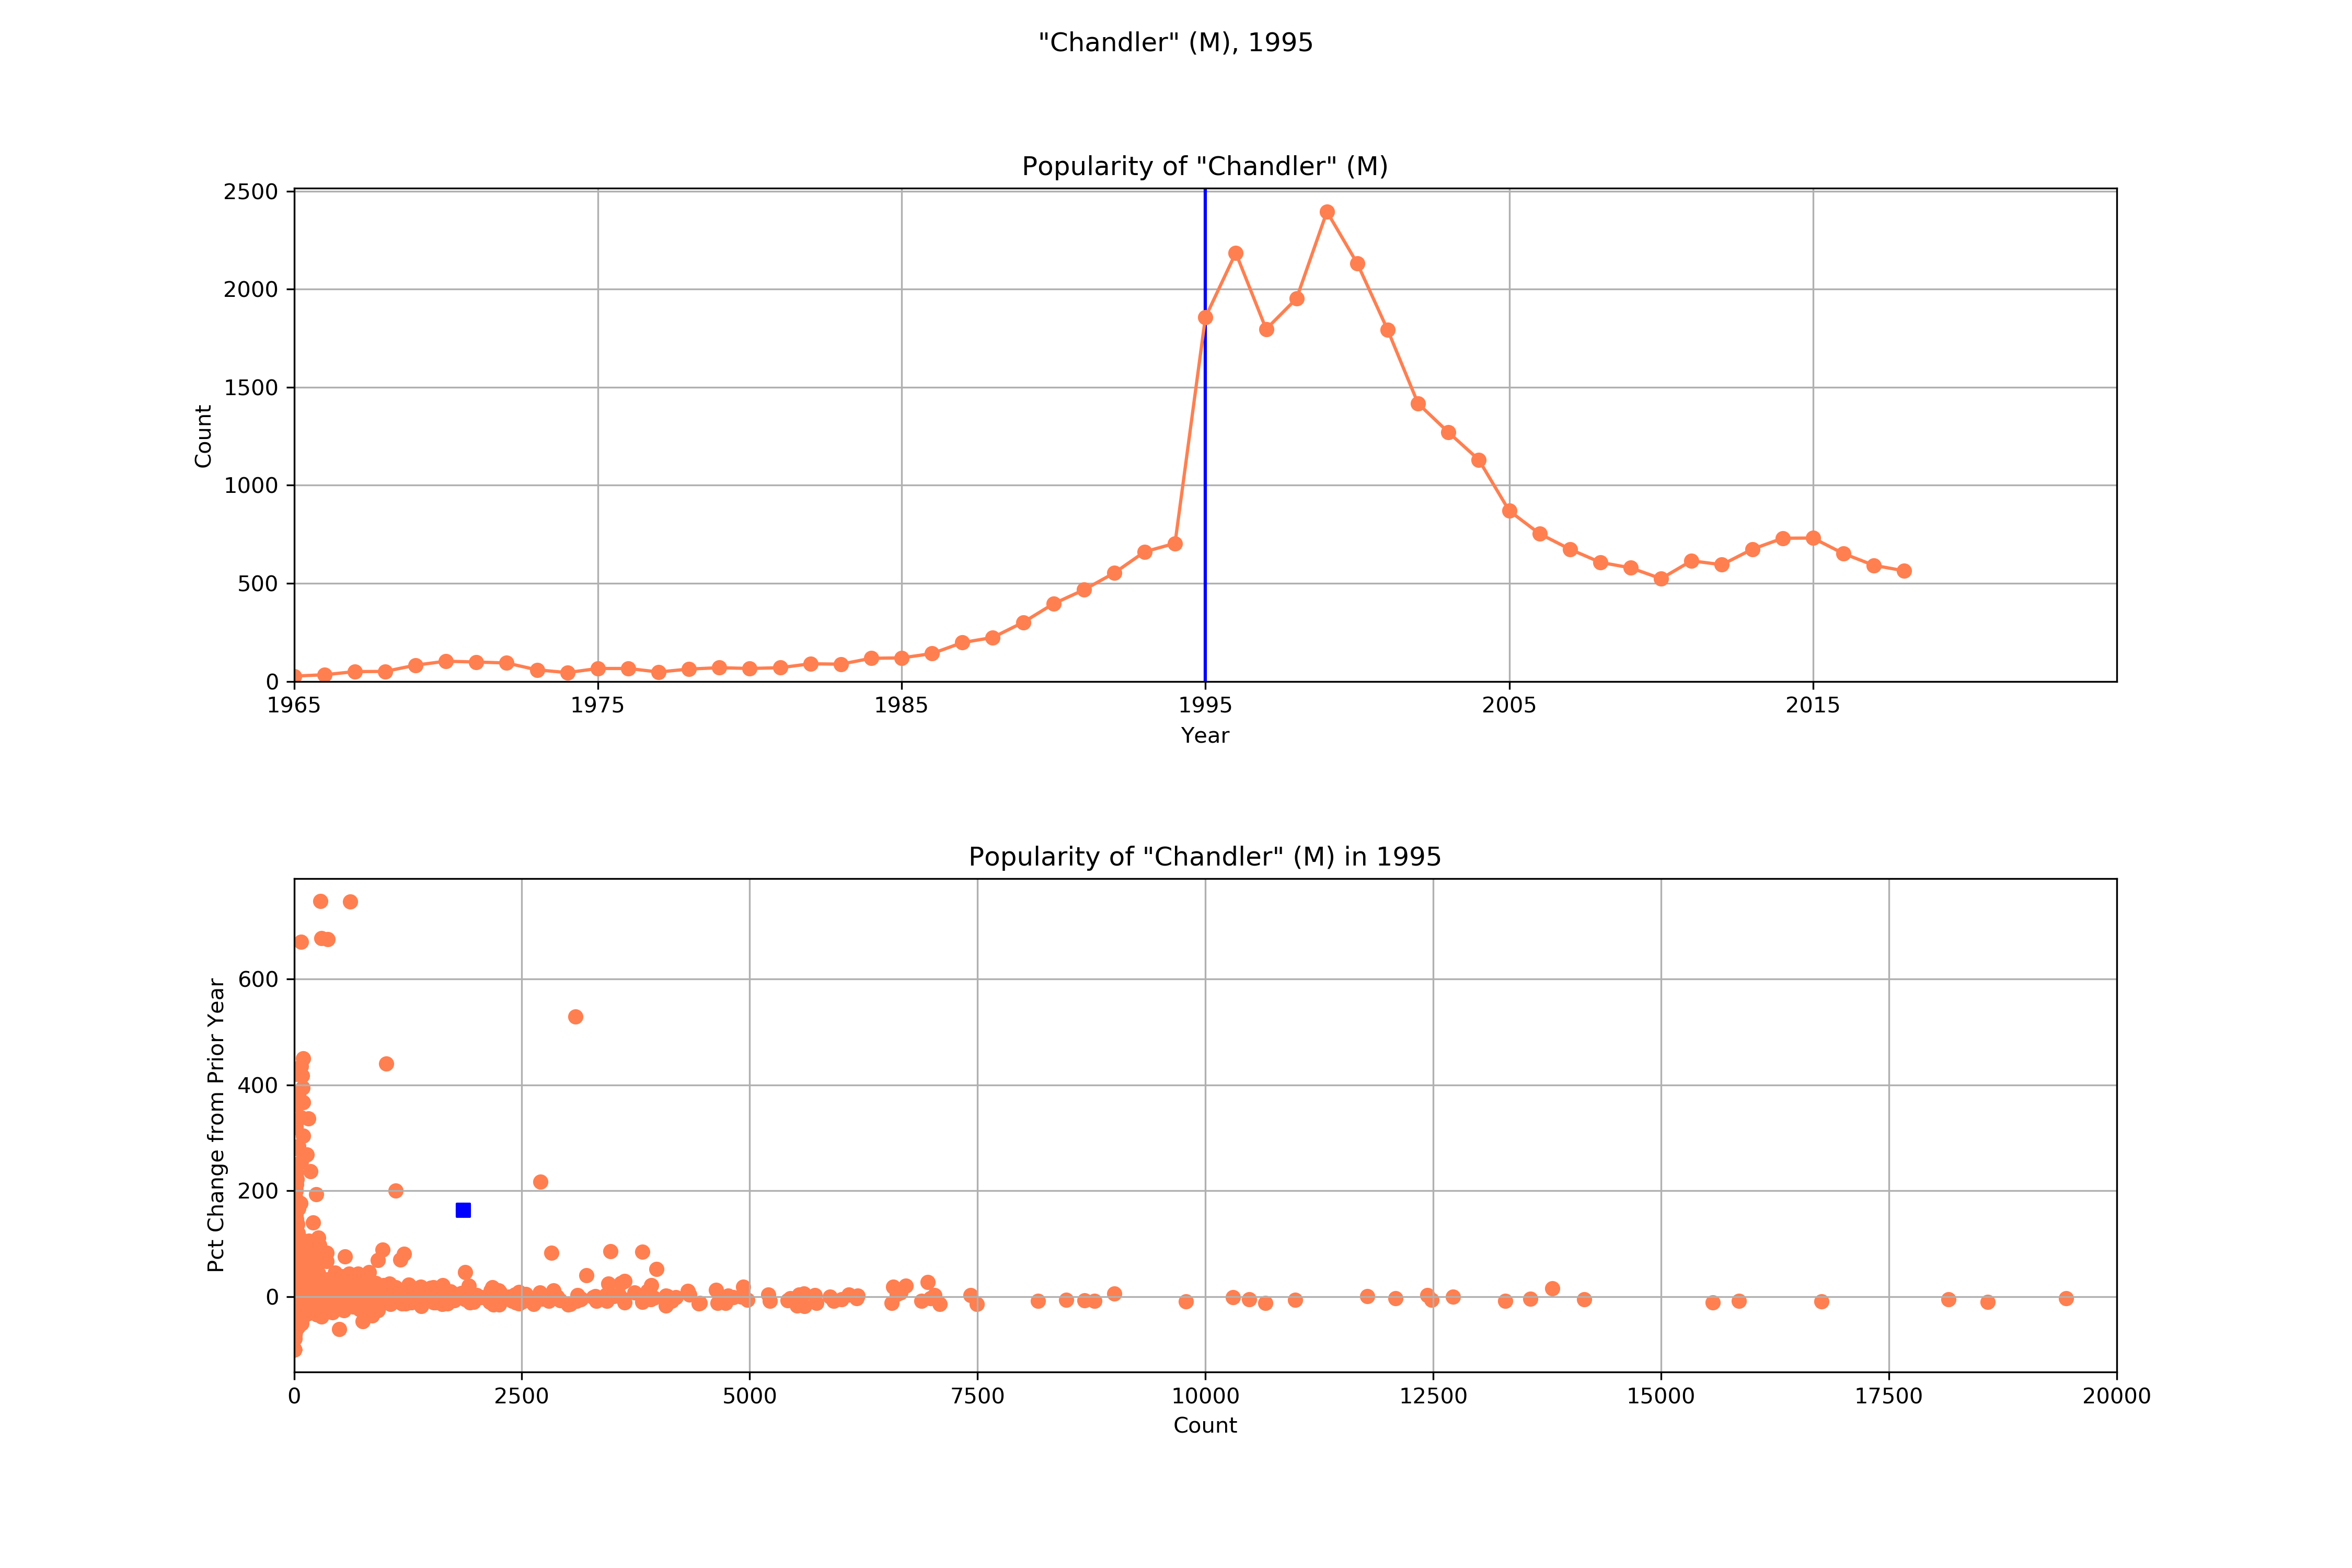 "Chandler" (M), 1995
Popularity of "Chandler" (M)
2500
2000
1500
1000
500
0
Count
1965 1975 1985 1995 2005 2015
Year
Popularity of "Chandler" (M) in 1995
600
400
200
0
Pct Change from Prior Year
0 2500 5000 7500 10000 12500 15000 17500 20000
Count